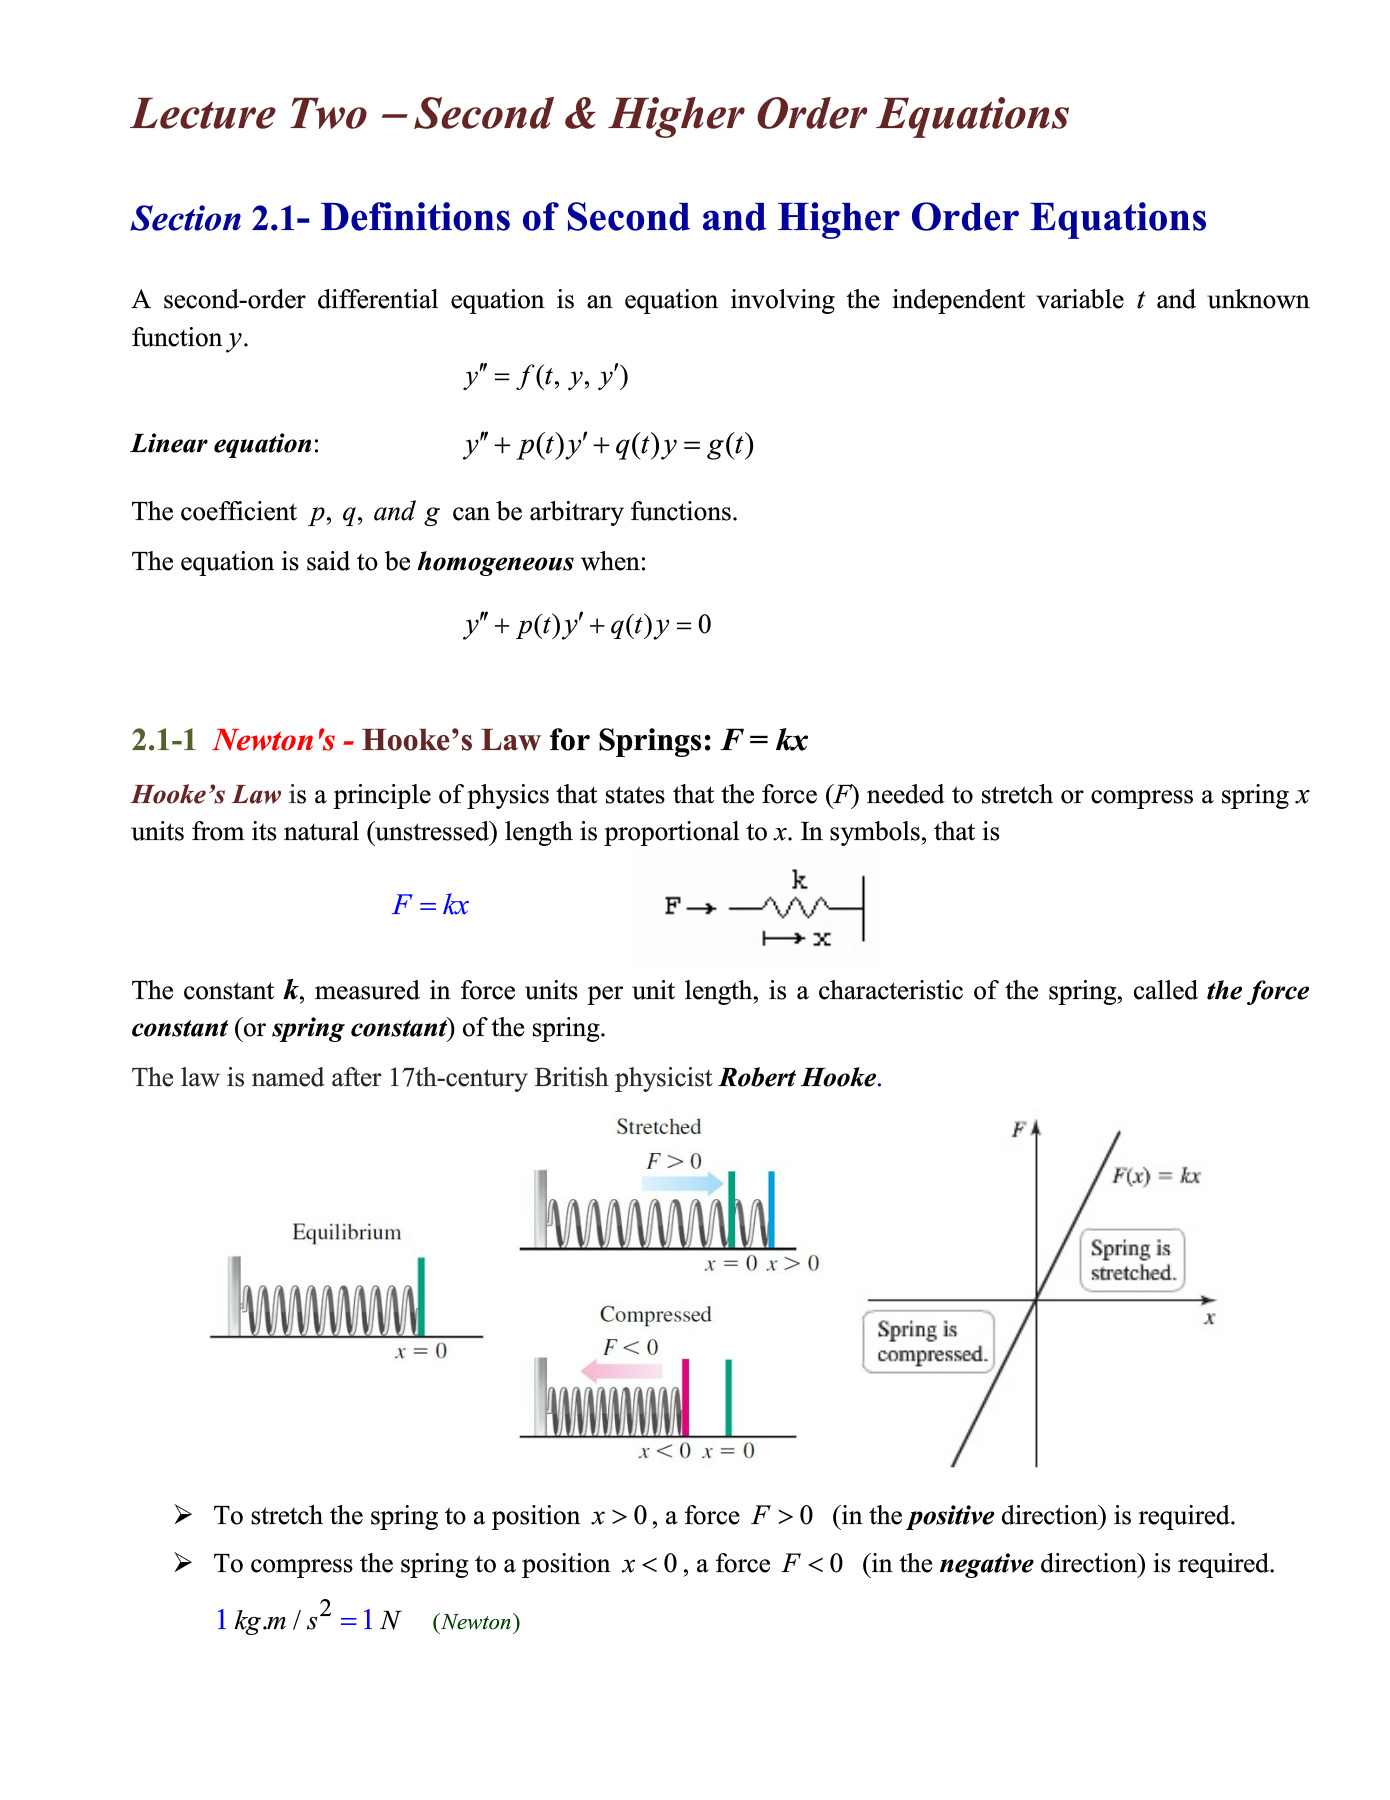 Lecture Two – Second & Higher Order Equations
Section 2.1- Definitions of Second and Higher Order Equations
A second-order differential equation is an equation involving the independent variable t and unknown
function y.
y″ = f(t, y, y′)
Linear equation: y″ + p(t)y′ + q(t)y = g(t)
The coefficient p, q, and g can be arbitrary functions.
The equation is said to be homogeneous when:
y″ + p(t)y′ + q(t)y = 0
2.1-1 Newton's - Hooke’s Law for Springs: F = kx
Hooke’s Law is a principle of physics that states that the force (F) needed to stretch or compress a spring x
units from its natural (unstressed) length is proportional to x. In symbols, that is
k
F = kx F
x
The constant k, measured in force units per unit length, is a characteristic of the spring, called the force
constant (or spring constant) of the spring.
The law is named after 17th-century British physicist Robert Hooke.
Equilibrium
x = 0
Stretched
F > 0
x = 0 x > 0
Compressed
F < 0
x < 0 x = 0
F
F(x) = kx
Spring is
stretched.
x
Spring is
compressed.
➢ To stretch the spring to a position x > 0, a force F > 0 (in the positive direction) is required.
➢ To compress the spring to a position x < 0, a force F < 0 (in the negative direction) is required.
1 kg.m / s² = 1 N (Newton)